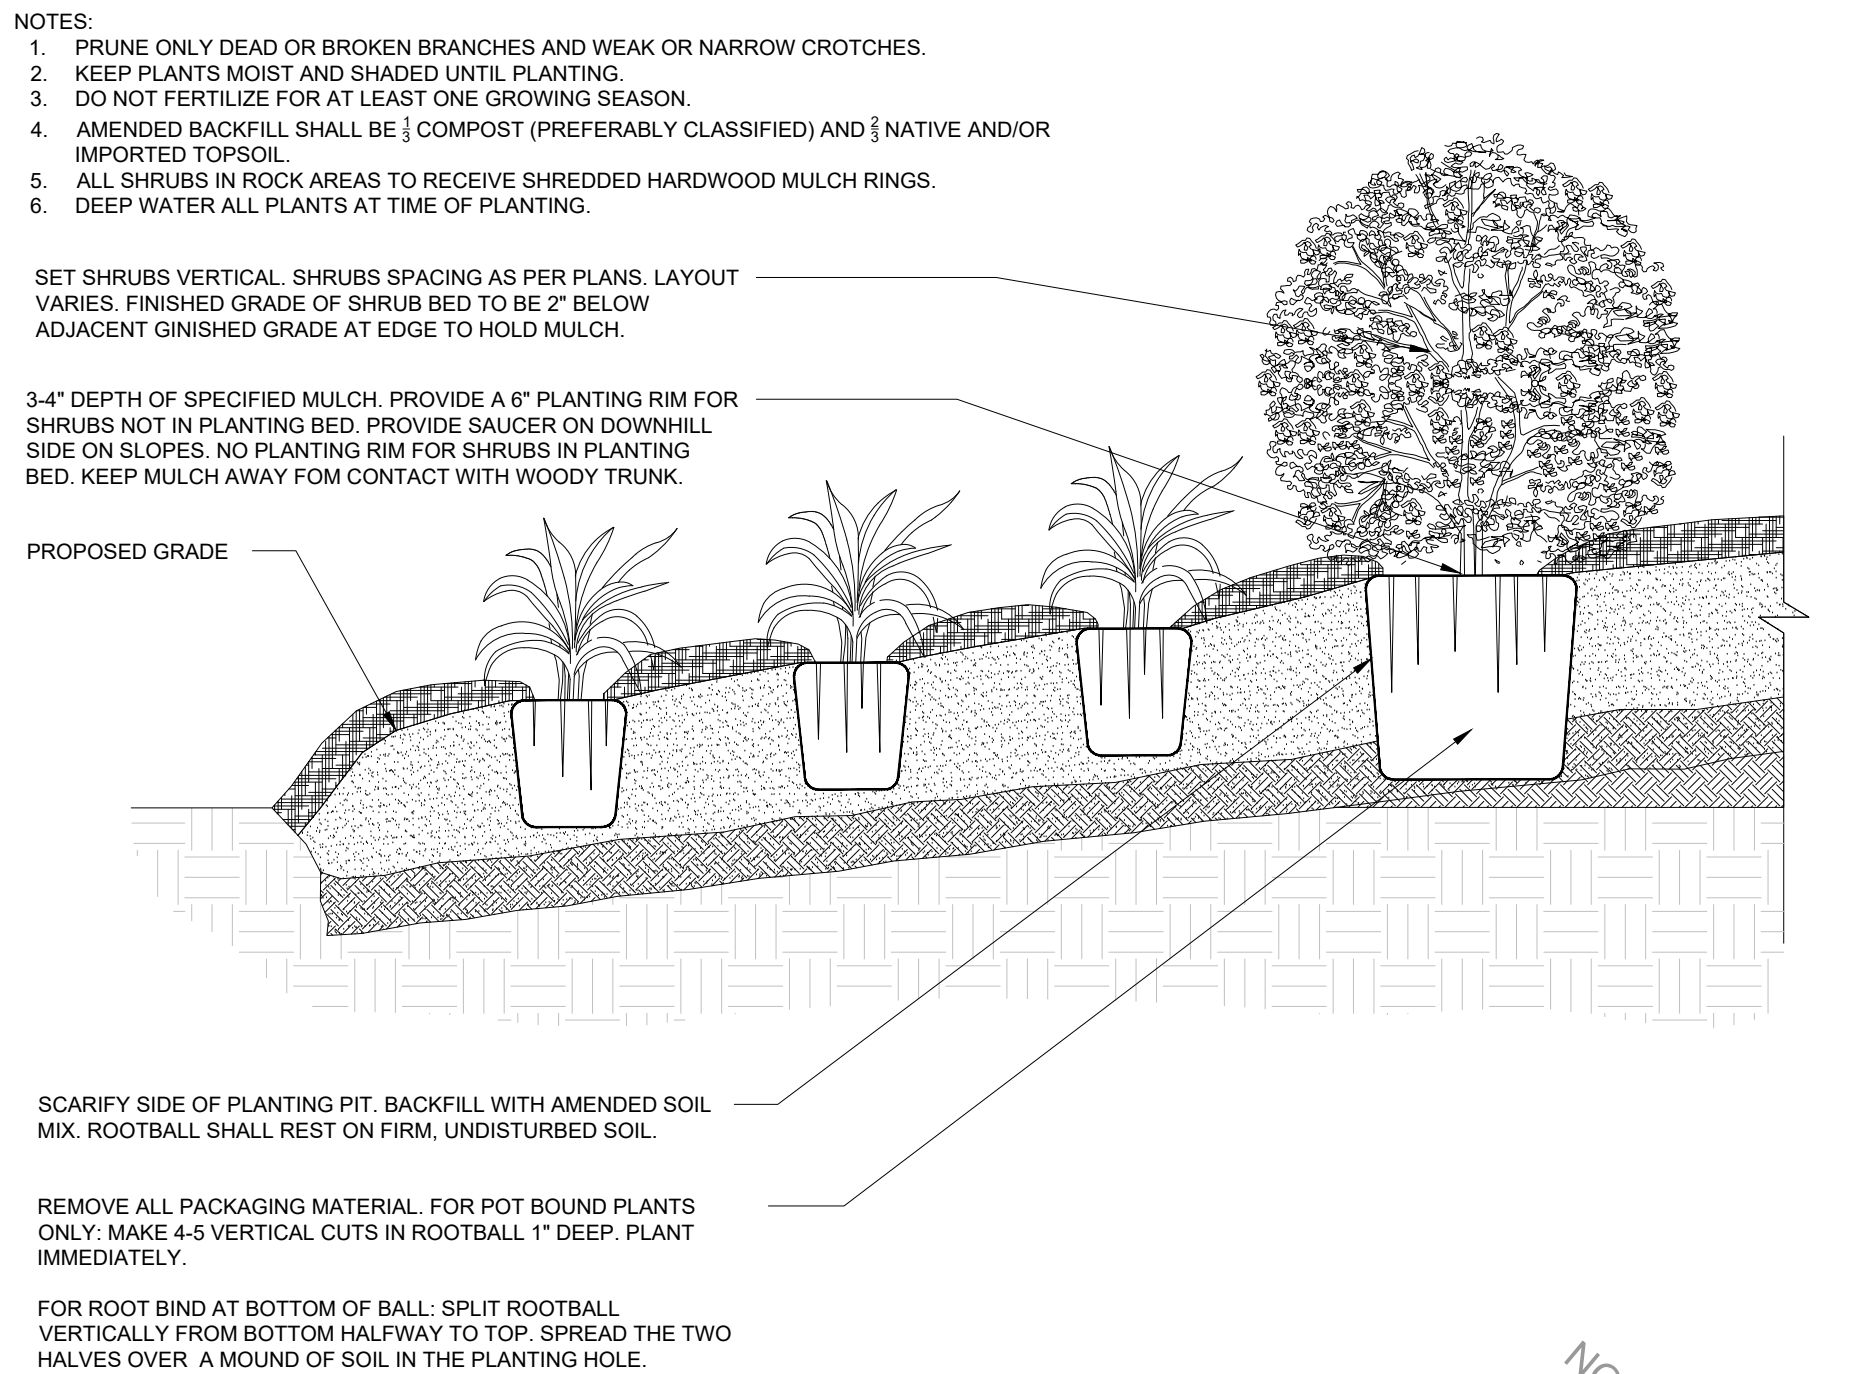 NOTES:
1. PRUNE ONLY DEAD OR BROKEN BRANCHES AND WEAK OR NARROW CROTCHES.
2. KEEP PLANTS MOIST AND SHADED UNTIL PLANTING.
3. DO NOT FERTILIZE FOR AT LEAST ONE GROWING SEASON.
4. AMENDED BACKFILL SHALL BE 1/3 COMPOST (PREFERABLY CLASSIFIED) AND 2/3 NATIVE AND/OR
IMPORTED TOPSOIL.
5. ALL SHRUBS IN ROCK AREAS TO RECEIVE SHREDDED HARDWOOD MULCH RINGS.
6. DEEP WATER ALL PLANTS AT TIME OF PLANTING.
SET SHRUBS VERTICAL. SHRUBS SPACING AS PER PLANS. LAYOUT
VARIES. FINISHED GRADE OF SHRUB BED TO BE 2" BELOW
ADJACENT GINISHED GRADE AT EDGE TO HOLD MULCH.
3-4" DEPTH OF SPECIFIED MULCH. PROVIDE A 6" PLANTING RIM FOR
SHRUBS NOT IN PLANTING BED. PROVIDE SAUCER ON DOWNHILL
SIDE ON SLOPES. NO PLANTING RIM FOR SHRUBS IN PLANTING
BED. KEEP MULCH AWAY FOM CONTACT WITH WOODY TRUNK.
PROPOSED GRADE
SCARIFY SIDE OF PLANTING PIT. BACKFILL WITH AMENDED SOIL
MIX. ROOTBALL SHALL REST ON FIRM, UNDISTURBED SOIL.
REMOVE ALL PACKAGING MATERIAL. FOR POT BOUND PLANTS
ONLY: MAKE 4-5 VERTICAL CUTS IN ROOTBALL 1" DEEP. PLANT
IMMEDIATELY.
FOR ROOT BIND AT BOTTOM OF BALL: SPLIT ROOTBALL
VERTICALLY FROM BOTTOM HALFWAY TO TOP. SPREAD THE TWO
HALVES OVER A MOUND OF SOIL IN THE PLANTING HOLE.